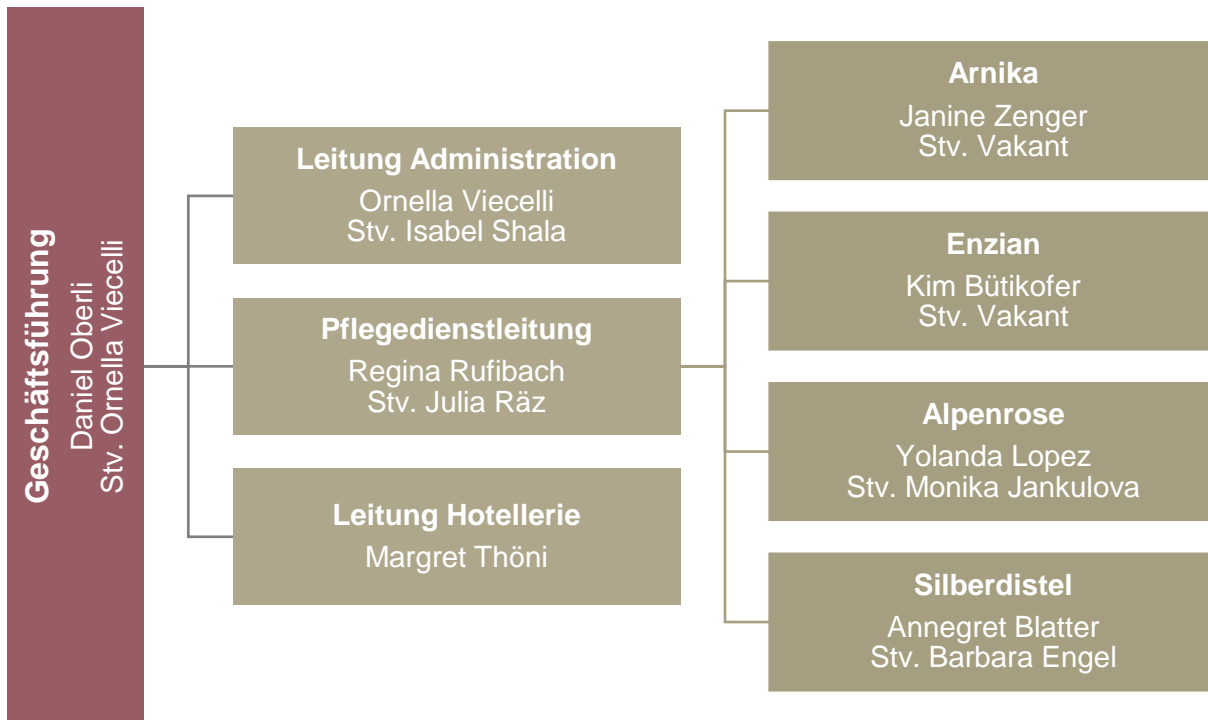 Geschäftsführung
Daniel Oberli
Stv. Ornella Viecelli
Leitung Administration
Ornella Viecelli
Stv. Isabel Shala
Pflegedienstleitung
Regina Rufibach
Stv. Julia Räz
Leitung Hotellerie
Margret Thöni
Arnika
Janine Zenger
Stv. Vakant
Enzian
Kim Bütikofer
Stv. Vakant
Alpenrose
Yolanda Lopez
Stv. Monika Jankulova
Silberdistel
Annegret Blatter
Stv. Barbara Engel